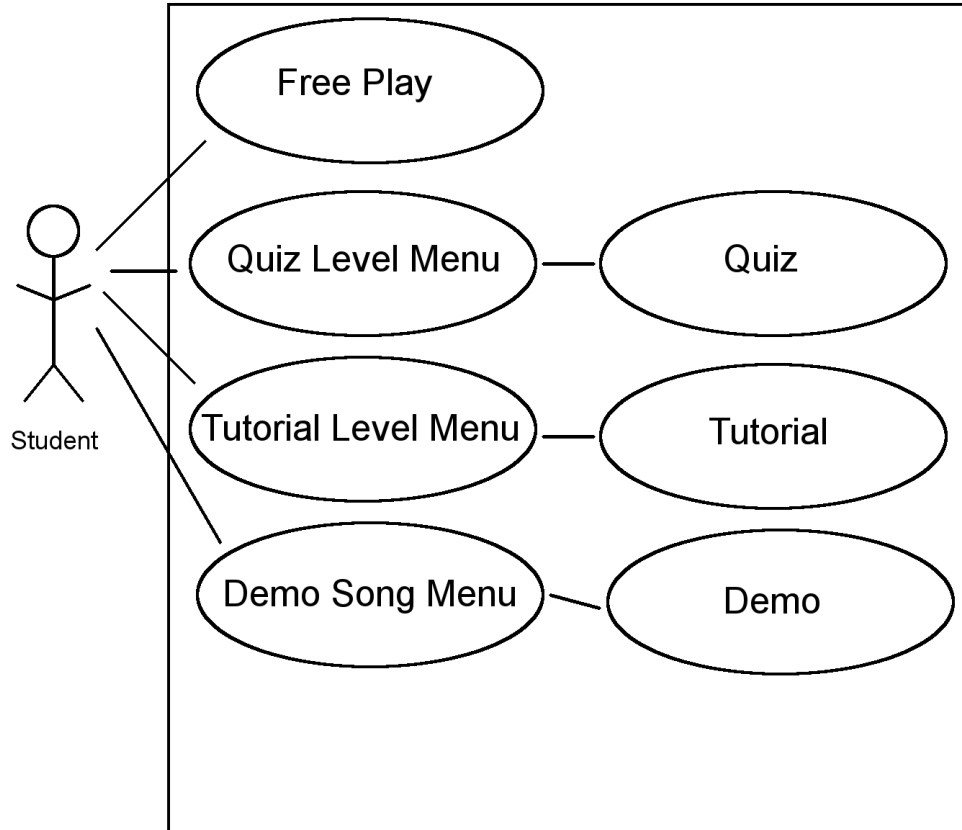 Free Play
Quiz Level Menu
Quiz
Tutorial Level Menu
Tutorial
Student
Demo Song Menu
Demo